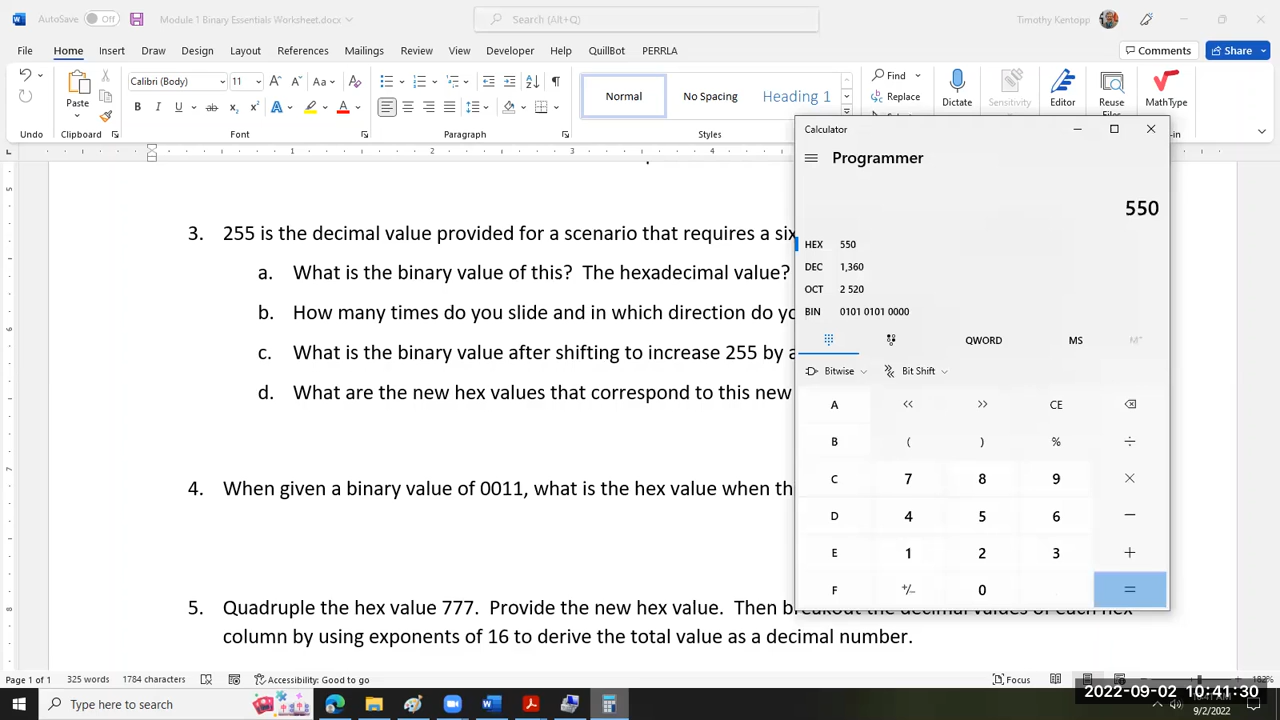 AutoSave Off Module 1 Binary Essentials Worksheet.docx Search (Alt+Q) Timothy Kentopp
File Home Insert Draw Design Layout References Mailings Review View Developer Help QuillBot PERRLA Comments Share
Calibri (Body) 11 Aa
Paste Normal No Spacing Heading 1 Find Replace Dictate Sensitivity Editor Reuse Files MathType
Undo Clipboard Font Paragraph Styles
Calculator
Programmer
550
HEX 550
DEC 1,360
OCT 2 520
BIN 0101 0101 0000
QWORD MS
Bitwise Bit Shift
A << >> CE
B ( ) % ÷
C 7 8 9 ×
D 4 5 6 −
E 1 2 3 +
F +/− 0 . =
3. 255 is the decimal value provided for a scenario that requires a six
a. What is the binary value of this? The hexadecimal value?
b. How many times do you slide and in which direction do yo
c. What is the binary value after shifting to increase 255 by a
d. What are the new hex values that correspond to this new
4. When given a binary value of 0011, what is the hex value when th
5. Quadruple the hex value 777. Provide the new hex value. Then breakout the decimal values of each hex
column by using exponents of 16 to derive the total value as a decimal number.
Page 1 of 1 325 words 1784 characters Accessibility: Good to go Focus
Type here to search
2022-09-02 10:41:30
9/2/2022